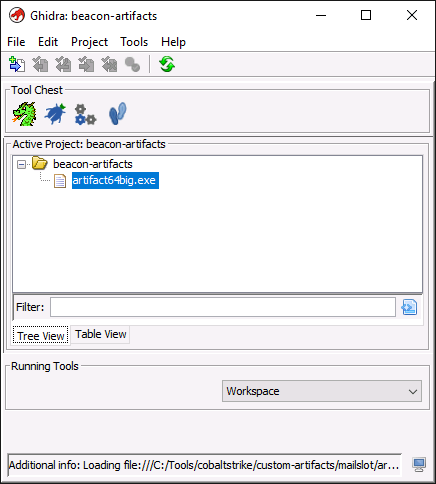 Ghidra: beacon-artifacts
File Edit Project Tools Help
Tool Chest
Active Project: beacon-artifacts
beacon-artifacts
artifact64big.exe
Filter:
Tree View Table View
Running Tools
Workspace
Additional info: Loading file:///C:/Tools/cobaltstrike/custom-artifacts/mailslot/ar...